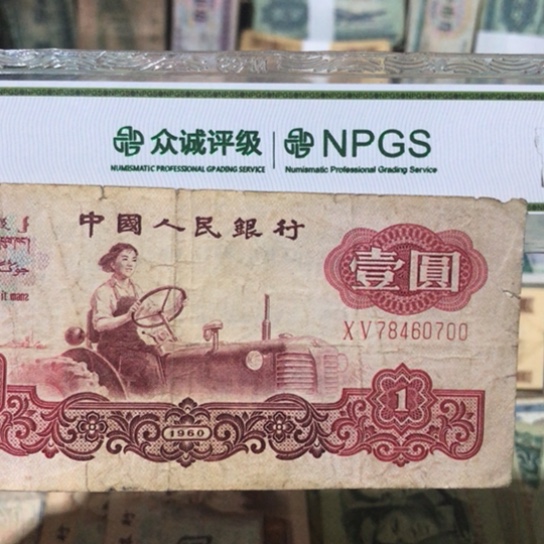 众诚评级 NPGS
NUMISMATIC PROFESSIONAL GPADING SERVICE Numismatic Professional Grading Service
中國人民銀行
壹圓
XV78460700
1
1960